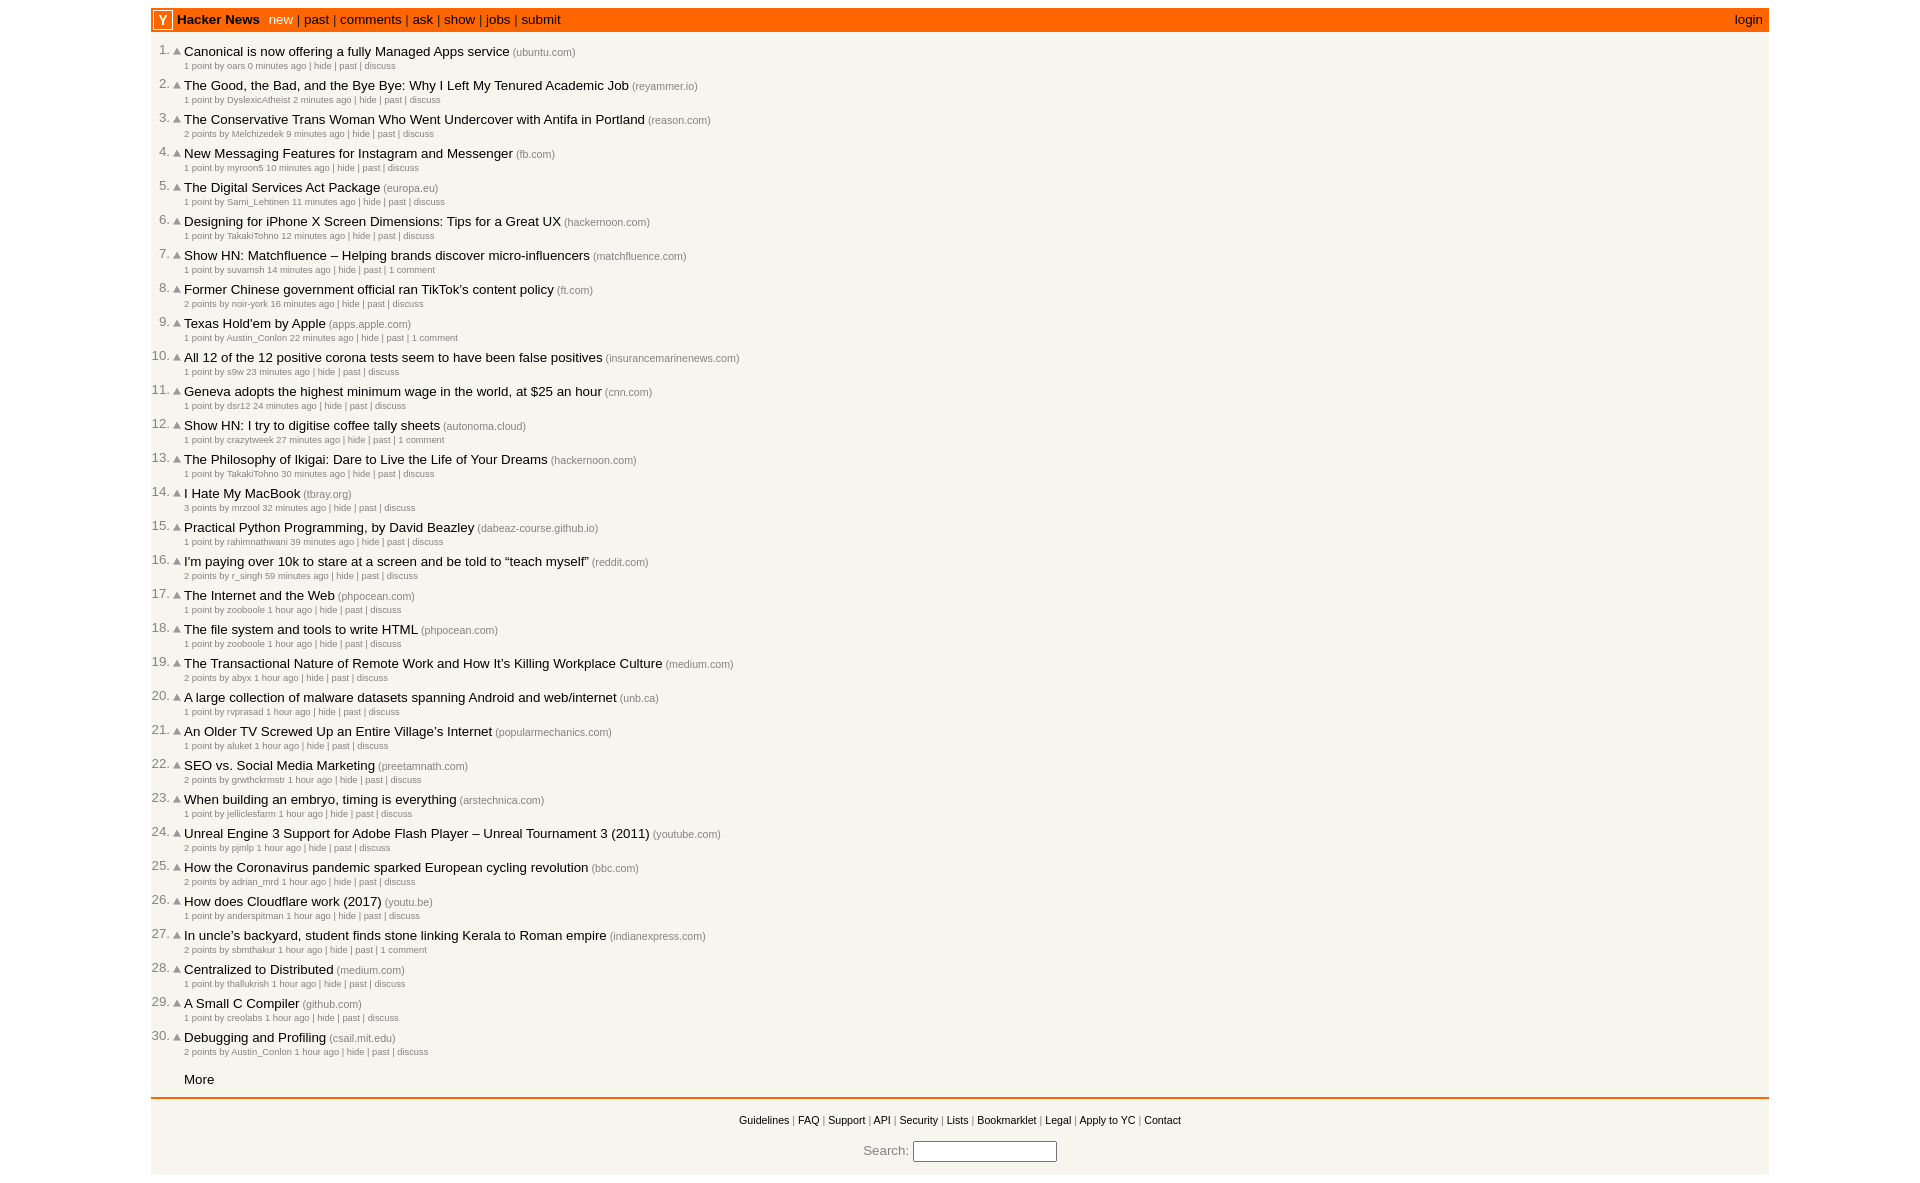 Y Hacker News new | past | comments | ask | show | jobs | submit login
1. Canonical is now offering a fully Managed Apps service (ubuntu.com)
1 point by oars 0 minutes ago | hide | past | discuss
2. The Good, the Bad, and the Bye Bye: Why I Left My Tenured Academic Job (reyammer.io)
1 point by DyslexicAtheist 2 minutes ago | hide | past | discuss
3. The Conservative Trans Woman Who Went Undercover with Antifa in Portland (reason.com)
2 points by Melchizedek 9 minutes ago | hide | past | discuss
4. New Messaging Features for Instagram and Messenger (fb.com)
1 point by myroon5 10 minutes ago | hide | past | discuss
5. The Digital Services Act Package (europa.eu)
1 point by Sami_Lehtinen 11 minutes ago | hide | past | discuss
6. Designing for iPhone X Screen Dimensions: Tips for a Great UX (hackernoon.com)
1 point by TakakiTohno 12 minutes ago | hide | past | discuss
7. Show HN: Matchfluence – Helping brands discover micro-influencers (matchfluence.com)
1 point by suvamsh 14 minutes ago | hide | past | 1 comment
8. Former Chinese government official ran TikTok’s content policy (ft.com)
2 points by noir-york 16 minutes ago | hide | past | discuss
9. Texas Hold'em by Apple (apps.apple.com)
1 point by Austin_Conlon 22 minutes ago | hide | past | 1 comment
10. All 12 of the 12 positive corona tests seem to have been false positives (insurancemarinenews.com)
1 point by s9w 23 minutes ago | hide | past | discuss
11. Geneva adopts the highest minimum wage in the world, at $25 an hour (cnn.com)
1 point by dsr12 24 minutes ago | hide | past | discuss
12. Show HN: I try to digitise coffee tally sheets (autonoma.cloud)
1 point by crazytweek 27 minutes ago | hide | past | 1 comment
13. The Philosophy of Ikigai: Dare to Live the Life of Your Dreams (hackernoon.com)
1 point by TakakiTohno 30 minutes ago | hide | past | discuss
14. I Hate My MacBook (tbray.org)
3 points by mrzool 32 minutes ago | hide | past | discuss
15. Practical Python Programming, by David Beazley (dabeaz-course.github.io)
1 point by rahimnathwani 39 minutes ago | hide | past | discuss
16. I'm paying over 10k to stare at a screen and be told to “teach myself” (reddit.com)
2 points by r_singh 59 minutes ago | hide | past | discuss
17. The Internet and the Web (phpocean.com)
1 point by zooboole 1 hour ago | hide | past | discuss
18. The file system and tools to write HTML (phpocean.com)
1 point by zooboole 1 hour ago | hide | past | discuss
19. The Transactional Nature of Remote Work and How It’s Killing Workplace Culture (medium.com)
2 points by abyx 1 hour ago | hide | past | discuss
20. A large collection of malware datasets spanning Android and web/internet (unb.ca)
1 point by rvprasad 1 hour ago | hide | past | discuss
21. An Older TV Screwed Up an Entire Village’s Internet (popularmechanics.com)
1 point by aluket 1 hour ago | hide | past | discuss
22. SEO vs. Social Media Marketing (preetamnath.com)
2 points by grwthckrmstr 1 hour ago | hide | past | discuss
23. When building an embryo, timing is everything (arstechnica.com)
1 point by jelliclesfarm 1 hour ago | hide | past | discuss
24. Unreal Engine 3 Support for Adobe Flash Player – Unreal Tournament 3 (2011) (youtube.com)
2 points by pjmlp 1 hour ago | hide | past | discuss
25. How the Coronavirus pandemic sparked European cycling revolution (bbc.com)
2 points by adrian_mrd 1 hour ago | hide | past | discuss
26. How does Cloudflare work (2017) (youtu.be)
1 point by anderspitman 1 hour ago | hide | past | discuss
27. In uncle’s backyard, student finds stone linking Kerala to Roman empire (indianexpress.com)
2 points by sbmthakur 1 hour ago | hide | past | 1 comment
28. Centralized to Distributed (medium.com)
1 point by thallukrish 1 hour ago | hide | past | discuss
29. A Small C Compiler (github.com)
1 point by creolabs 1 hour ago | hide | past | discuss
30. Debugging and Profiling (csail.mit.edu)
2 points by Austin_Conlon 1 hour ago | hide | past | discuss
More
Guidelines | FAQ | Support | API | Security | Lists | Bookmarklet | Legal | Apply to YC | Contact
Search: